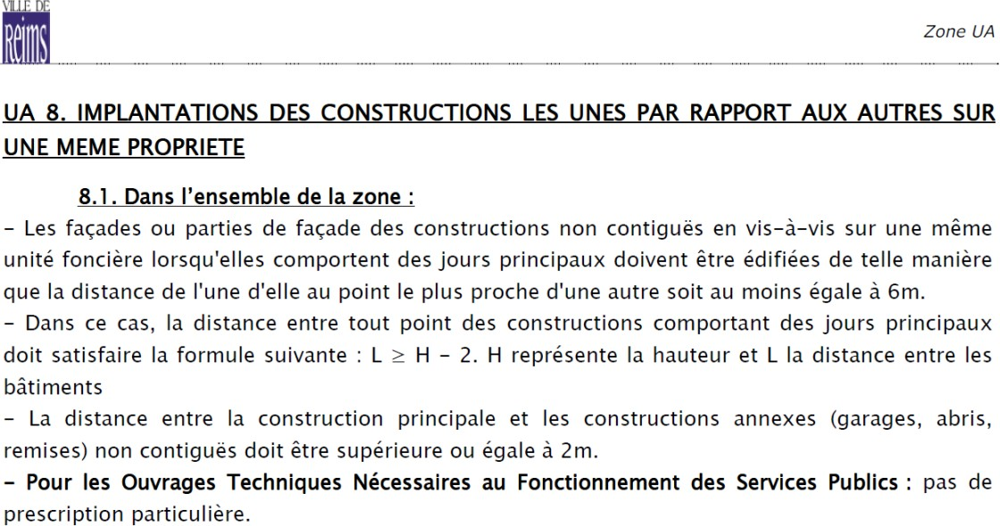 VILLE DE
Reims
Zone UA
UA 8. IMPLANTATIONS DES CONSTRUCTIONS LES UNES PAR RAPPORT AUX AUTRES SUR
UNE MEME PROPRIETE
8.1. Dans l'ensemble de la zone :
– Les façades ou parties de façade des constructions non contiguës en vis-à-vis sur une même
unité foncière lorsqu'elles comportent des jours principaux doivent être édifiées de telle manière
que la distance de l'une d'elle au point le plus proche d'une autre soit au moins égale à 6m.
– Dans ce cas, la distance entre tout point des constructions comportant des jours principaux
doit satisfaire la formule suivante : L ≥ H – 2. H représente la hauteur et L la distance entre les
bâtiments
– La distance entre la construction principale et les constructions annexes (garages, abris,
remises) non contiguës doit être supérieure ou égale à 2m.
– Pour les Ouvrages Techniques Nécessaires au Fonctionnement des Services Publics : pas de
prescription particulière.